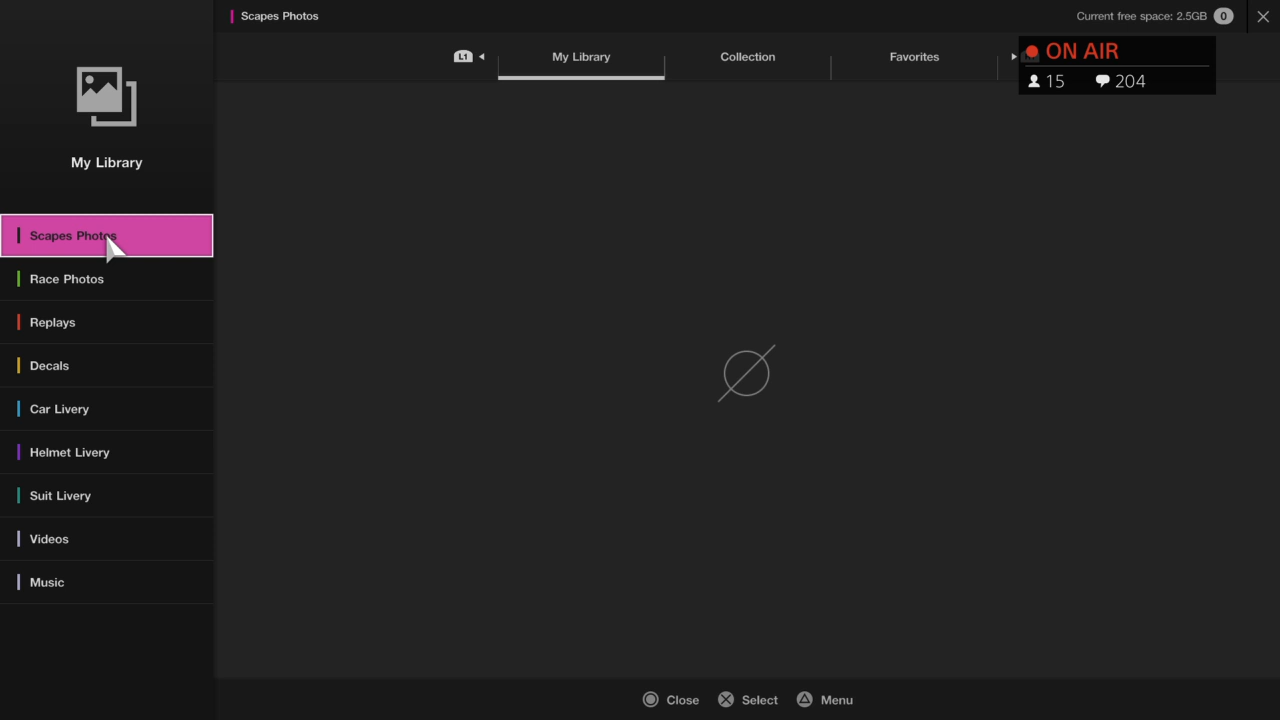 Scapes Photos
Current free space: 2.5GB 0
L1
My Library
Collection
Favorites
ON AIR
15 204
My Library
Scapes Photos
Race Photos
Replays
Decals
Car Livery
Helmet Livery
Suit Livery
Videos
Music
Close
Select
Menu